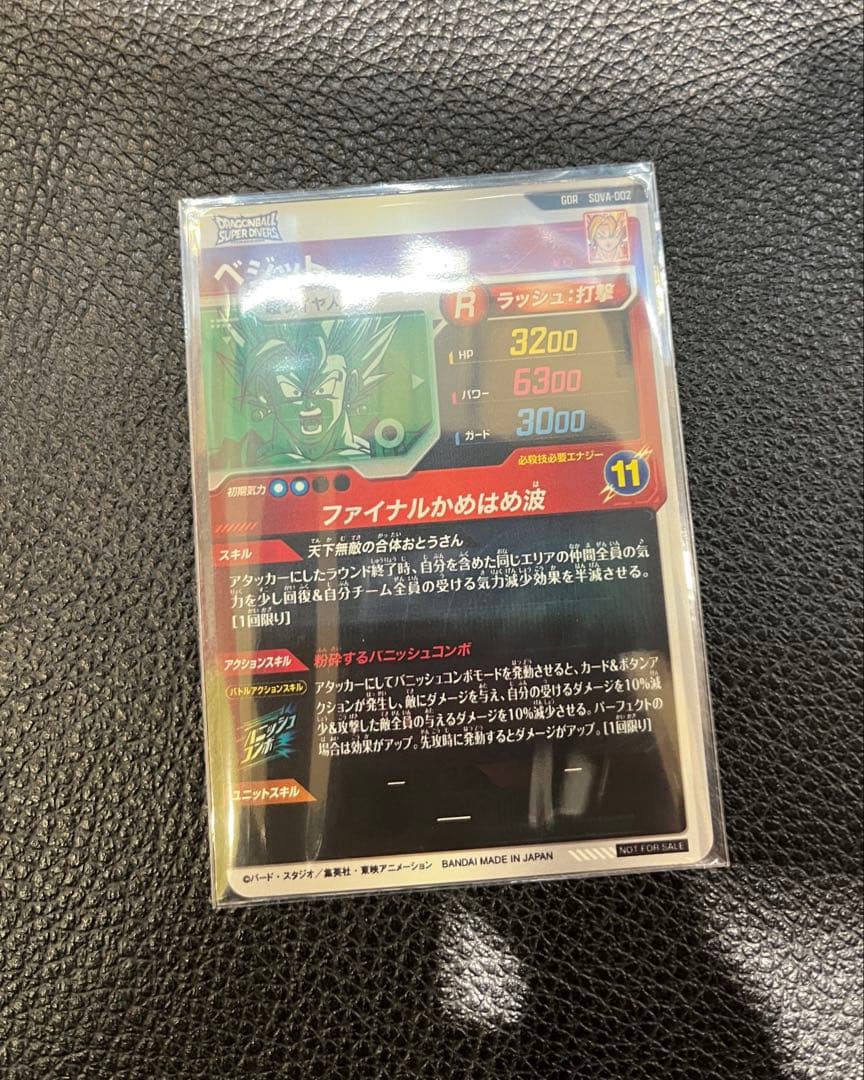 GDR SDVA-002
DRAGONBALL
SUPER DIVERS
ベジット
超サイヤ人
R ラッシュ:打撃
HP 3200
パワー 6300
ガード 3000
必殺技必要エナジー
11
初期気力
ファイナルかめはめ波
スキル 天下無敵の合体おとうさん
アタッカーにしたラウンド終了時、自分を含めた同じエリアの仲間全員の気
力を少し回復&自分チーム全員の受ける気力減少効果を半減させる。
[1回限り]
アクションスキル 粉砕するバニッシュコンボ
バトルアクションスキル
アタッカーにしてバニッシュコンボモードを発動させると、カード&ボタンア
クションが発生し、敵にダメージを与え、自分の受けるダメージを10%減
少&攻撃した敵全員の与えるダメージを10%減少させる。パーフェクトの
場合は効果がアップ。先攻時に発動するとダメージがアップ。[1回限り]
バニッシュ
コンボ
ユニットスキル
—
—
—
NOT FOR SALE
©バード・スタジオ/集英社・東映アニメーション BANDAI MADE IN JAPAN